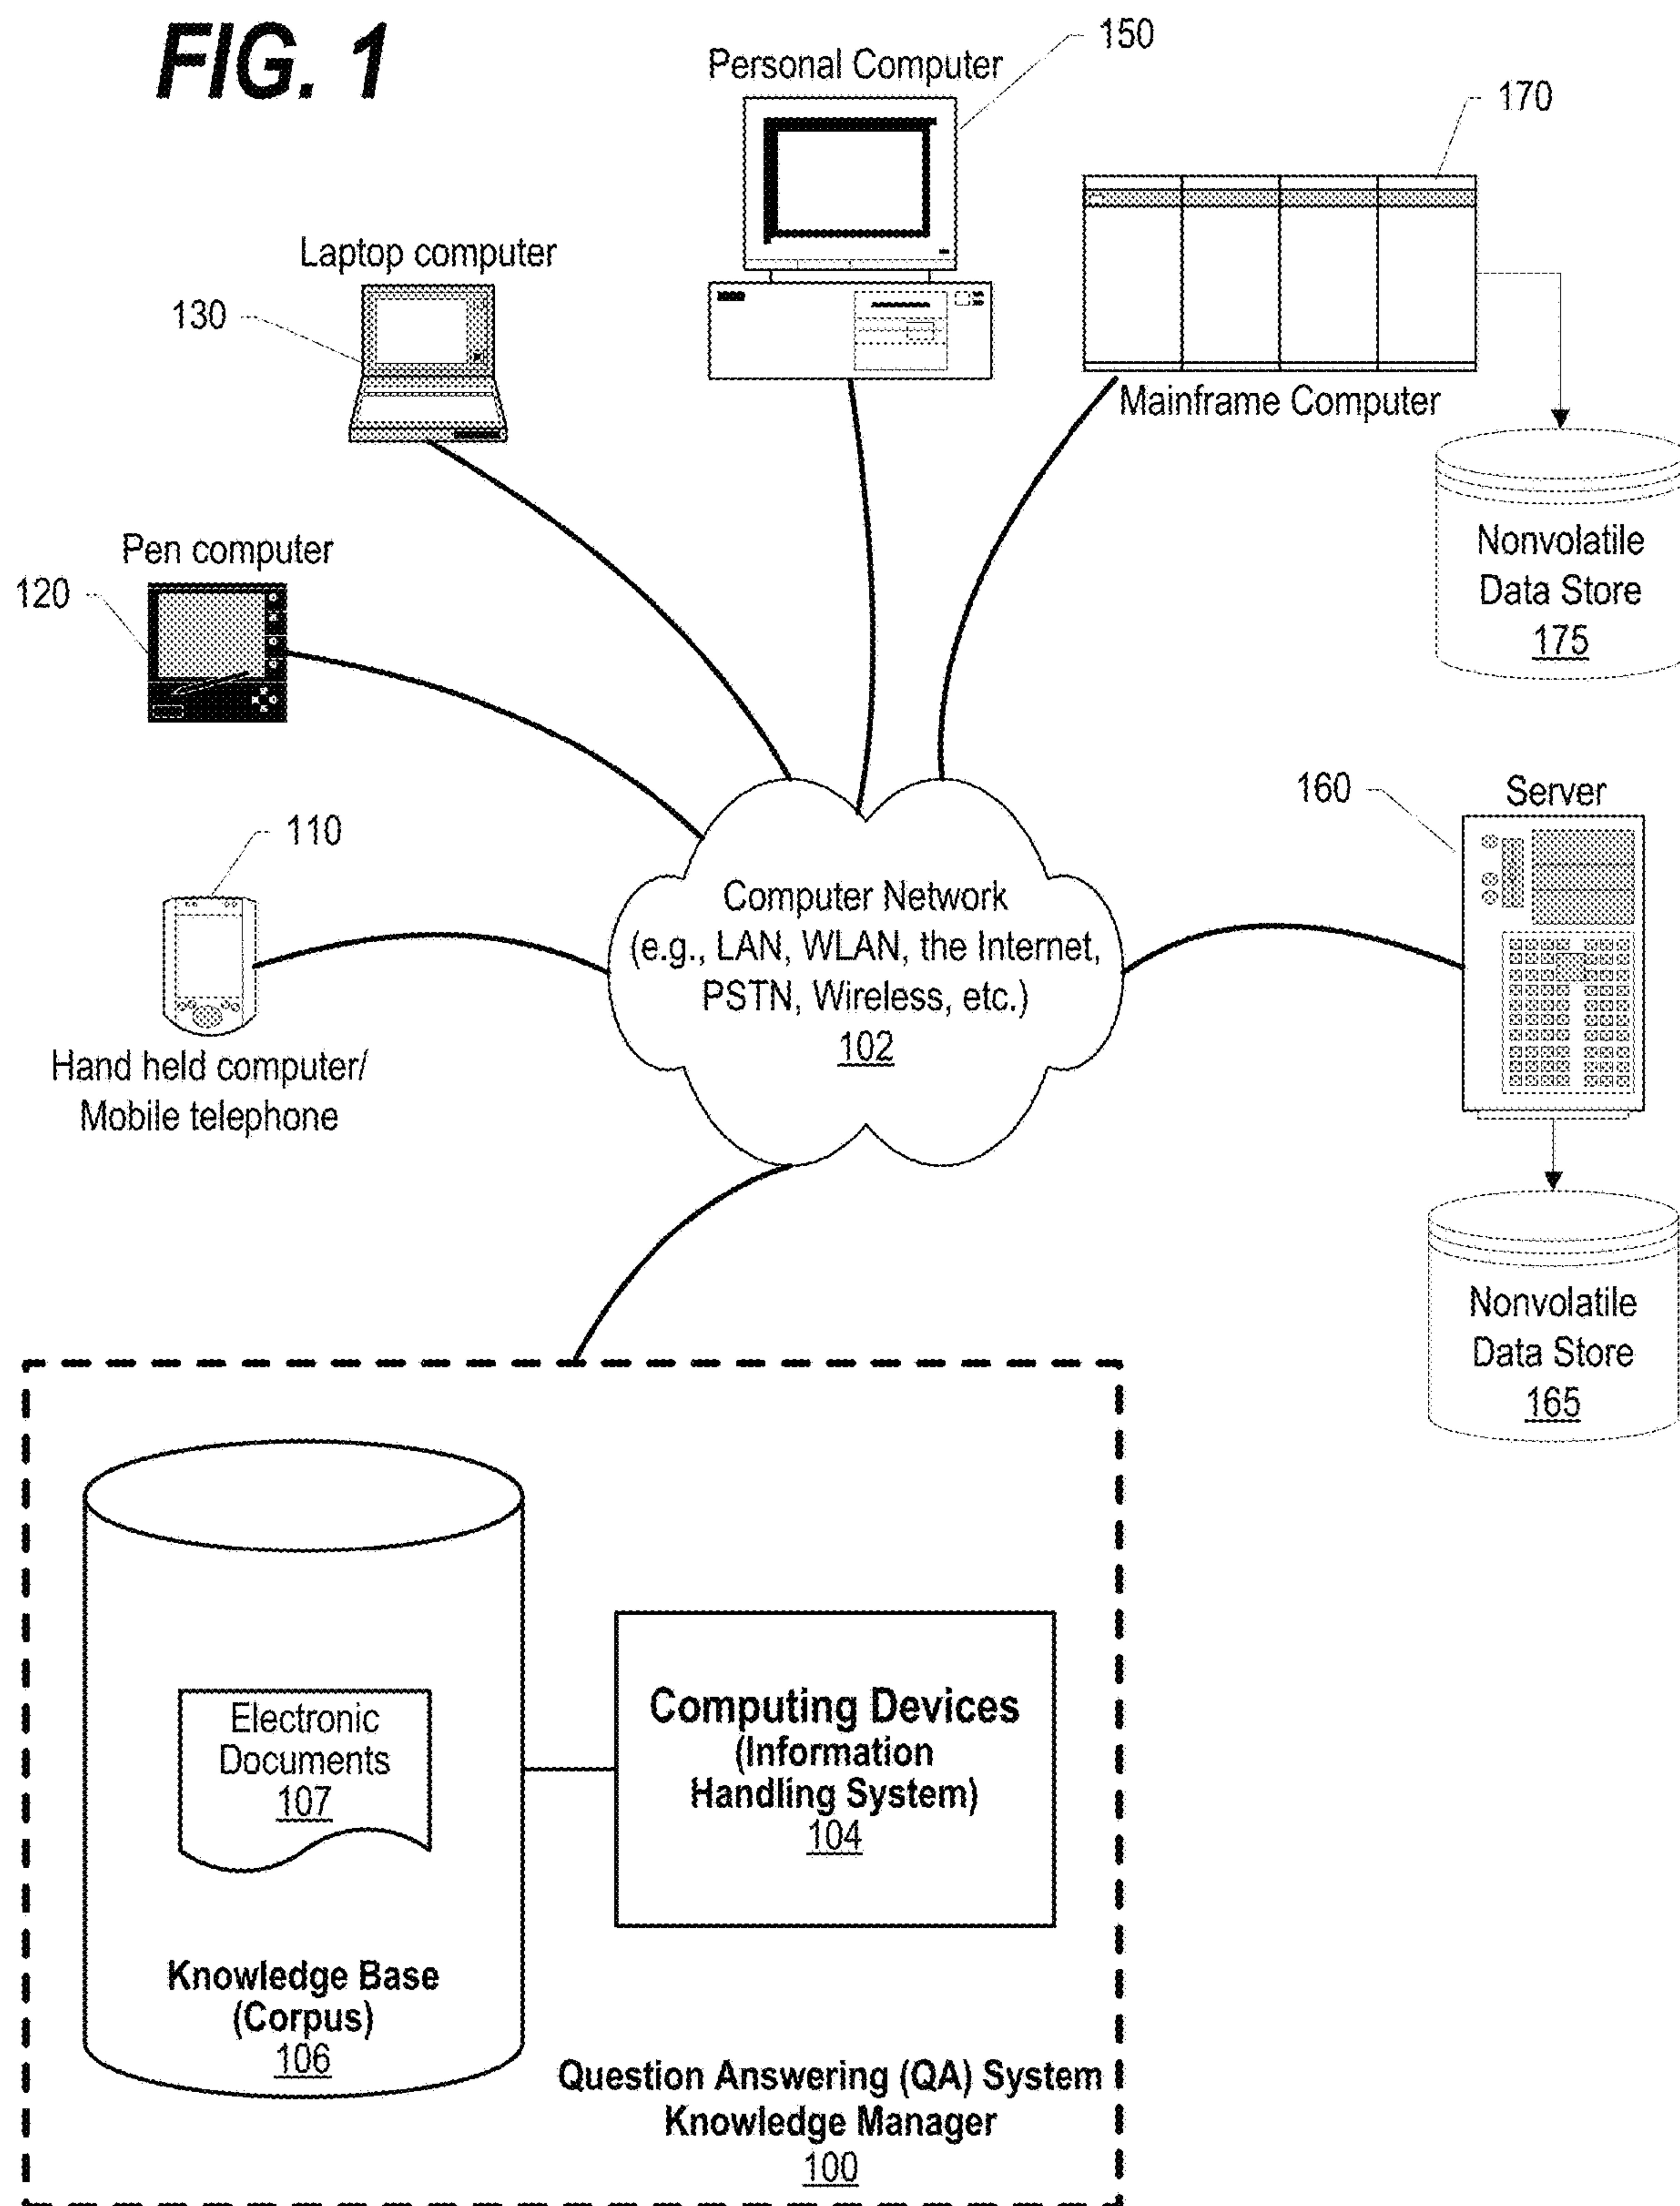 FIG. 1
Personal Computer
150
170
Laptop computer
130
Mainframe Computer
Nonvolatile
Data Store
175
Pen computer
120
110
Hand held computer/
Mobile telephone
Computer Network
(e.g., LAN, WLAN, the Internet,
PSTN, Wireless, etc.)
102
160
Server
Nonvolatile
Data Store
165
Electronic
Documents
107
Knowledge Base
(Corpus)
106
Computing Devices
(Information
Handling System)
104
Question Answering (QA) System
Knowledge Manager
100